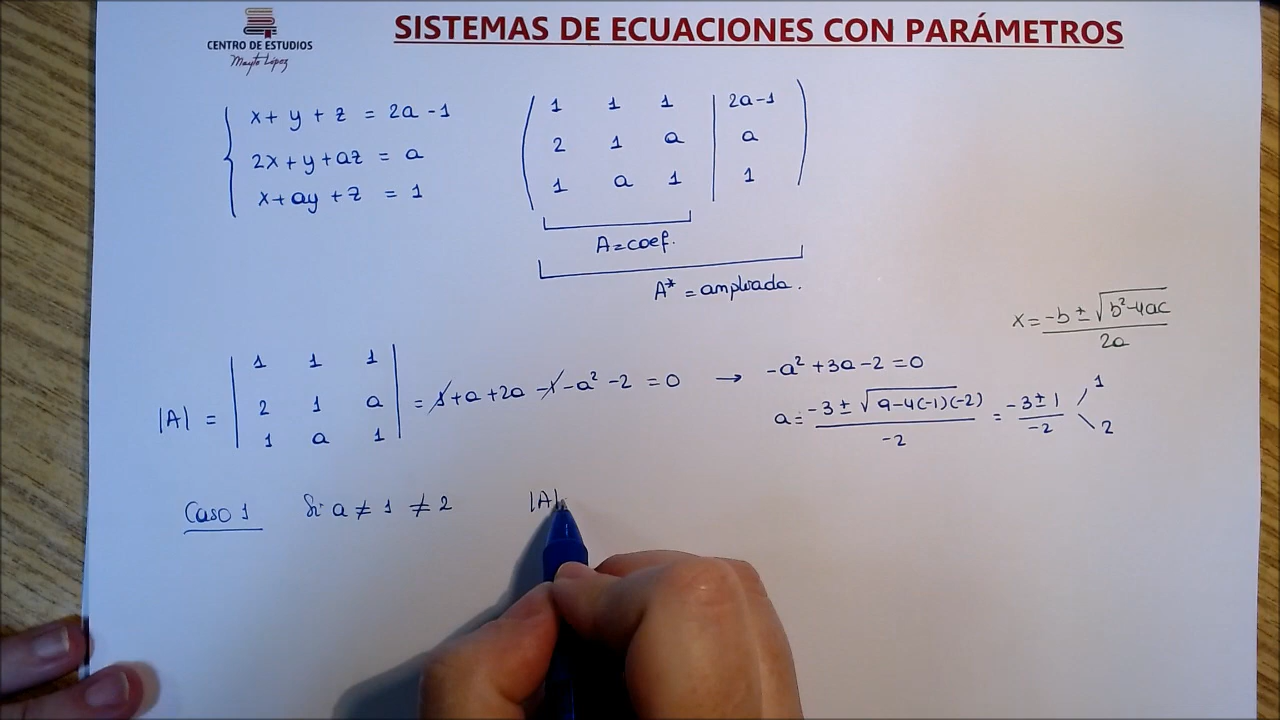 CENTRO DE ESTUDIOS
Mayte López
SISTEMAS DE ECUACIONES CON PARÁMETROS
x + y + z = 2a - 1
2x + y + az = a
x + ay + z = 1
1 1 1 | 2a-1
2 1 a | a
1 a 1 | 1
A = coef.
A* = ampliada.
x = (-b ± √(b²-4ac)) / 2a
|A| = | 1 1 1 ; 2 1 a ; 1 a 1 | = 1 + a + 2a - 1 - a² - 2 = 0 → -a² + 3a - 2 = 0
a = (-3 ± √(9-4(-1)(-2))) / -2 = (-3 ± 1) / -2
1
2
Caso 1 Si a ≠ 1 ≠ 2 |A|